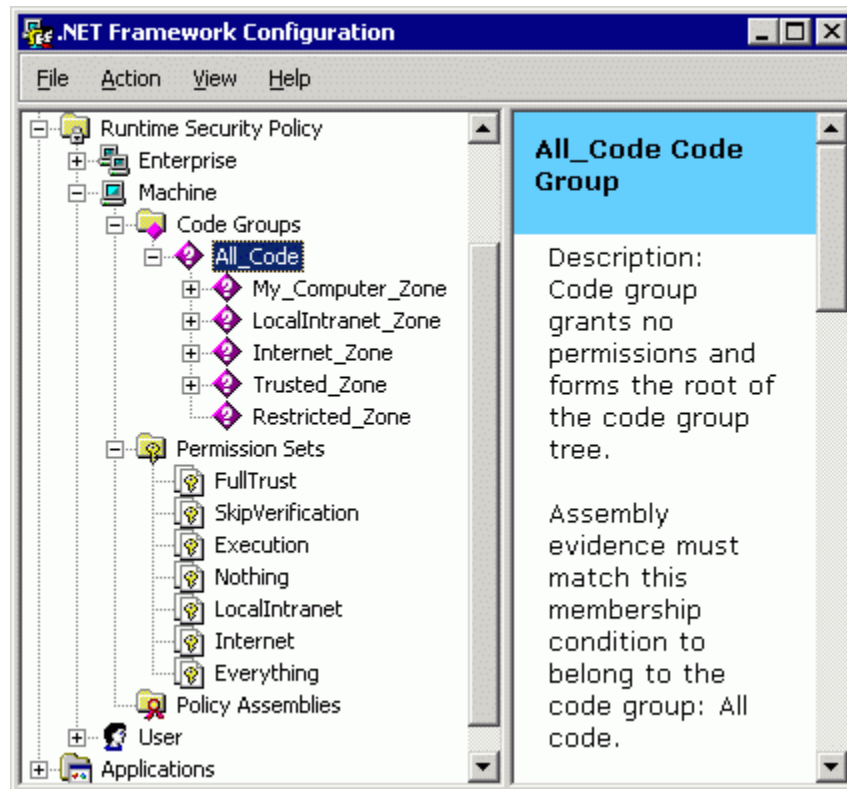 .NET Framework Configuration
File Action View Help
Runtime Security Policy
Enterprise
Machine
Code Groups
All_Code
My_Computer_Zone
LocalIntranet_Zone
Internet_Zone
Trusted_Zone
Restricted_Zone
Permission Sets
FullTrust
SkipVerification
Execution
Nothing
LocalIntranet
Internet
Everything
Policy Assemblies
User
Applications
All_Code Code
Group
Description:
Code group
grants no
permissions and
forms the root of
the code group
tree.
Assembly
evidence must
match this
membership
condition to
belong to the
code group: All
code.